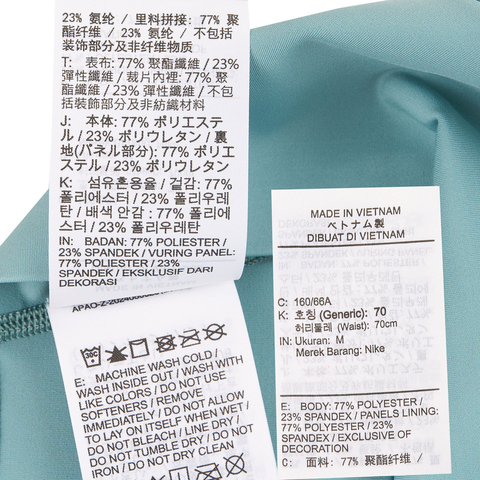 23% 氨纶 / 里料拼接: 77% 聚
酯纤维 / 23% 氨纶 / 不包括
装饰部分及非纤维物质
T: 表布: 77% 聚酯纖維 / 23%
彈性纖維 / 裁片內裡: 77% 聚
酯纖維 / 23% 彈性纖維 / 不包
括裝飾部分及非紡織材料
J: 本体: 77% ポリエステ
ル / 23% ポリウレタン / 裏
地(パネル部分): 77% ポリエ
ステル / 23% ポリウレタン
K: 섬유혼용율 / 겉감: 77%
폴리에스터 / 23% 폴리우레
탄 / 배색 안감 : 77% 폴리에
스터 / 23% 폴리우레탄
IN: BADAN: 77% POLIESTER /
23% SPANDEK / VURING PANEL:
77% POLIESTER / 23%
SPANDEK / EKSKLUSIF DARI
DEKORASI
30C
E: MACHINE WASH COLD /
WASH INSIDE OUT / WASH WITH
LIKE COLORS / DO NOT USE
SOFTENERS / REMOVE
IMMEDIATELY / DO NOT ALLOW
TO OVERLAY WHEN WET /
DO NOT BLEACH / LINE DRY /
DO NOT TUMBLE DRY / DO NOT
IRON / DO NOT DRY CLEAN
MADE IN VIETNAM
ベトナム製
DIBUAT DI VIETNAM
C: 160/66A
K: 호칭 (Generic): 70
허리둘레 (Waist): 70cm
IN: Ukuran: M
Merek Barang: Nike
E: BODY: 77% POLYESTER /
23% SPANDEX / PANELS LINING:
77% POLYESTER / 23%
SPANDEX / EXCLUSIVE OF
DECORATION
C: 面料: 77% 聚酯纤维 /